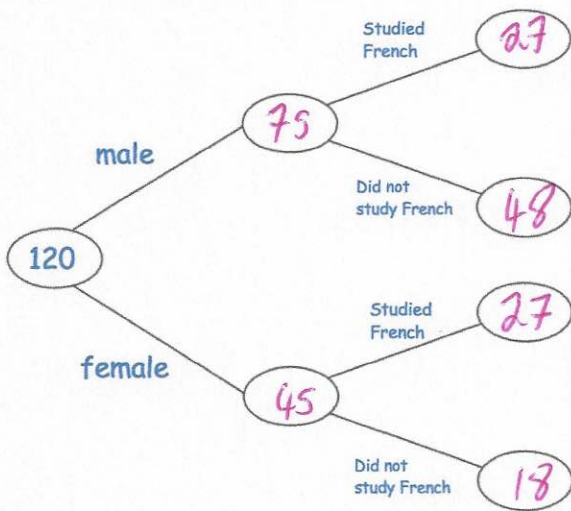 Studied
French
27
75
male
Did not
study French
48
120
Studied
French
27
female
45
Did not
study French
18